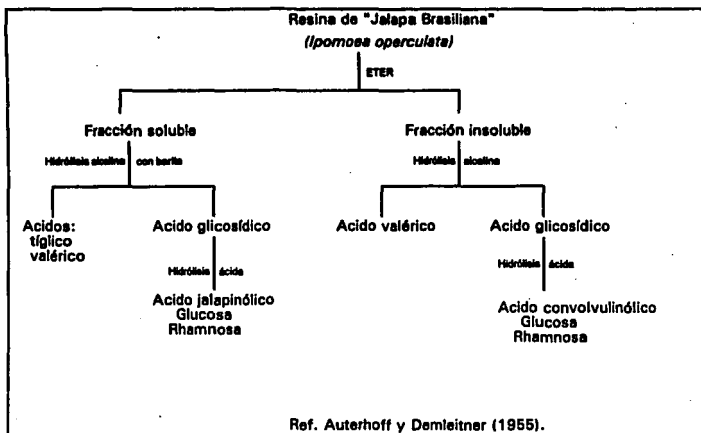 Resina de "Jalapa Brasiliana"
(Ipomosa operculata)
ETER
Fracción soluble
Fracción insoluble
Hidrólisis alcalina con barita
Hidrólisis alcalina
Acidos:
tíglico
valérico
Acido glicosídico
Acido valérico
Acido glicosídico
Hidrólisis ácida
Hidrólisis ácida
Acido jalapinólico
Glucosa
Rhamnosa
Acido convolvulinólico
Glucosa
Rhamnosa
Ref. Auterhoff y Demleitner (1955).